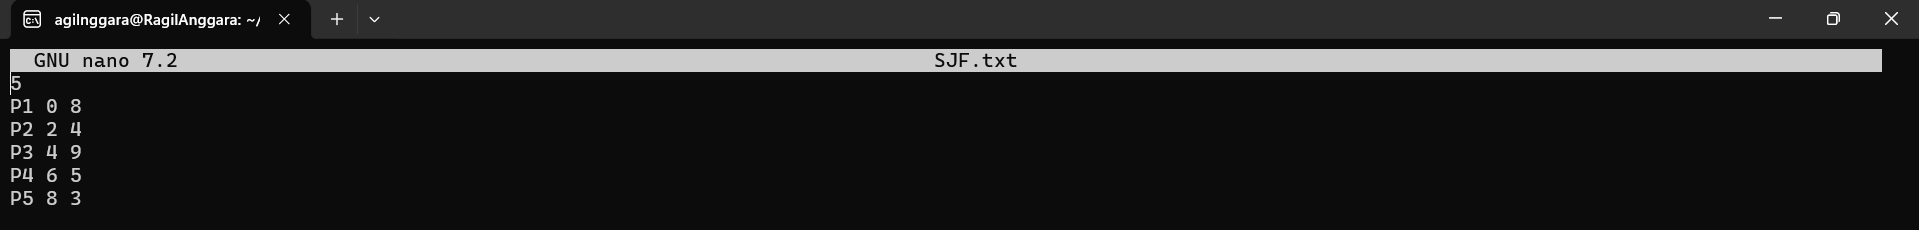 agilnggara@RagilAnggara: ~/
GNU nano 7.2 SJF.txt
5
P1 0 8
P2 2 4
P3 4 9
P4 6 5
P5 8 3